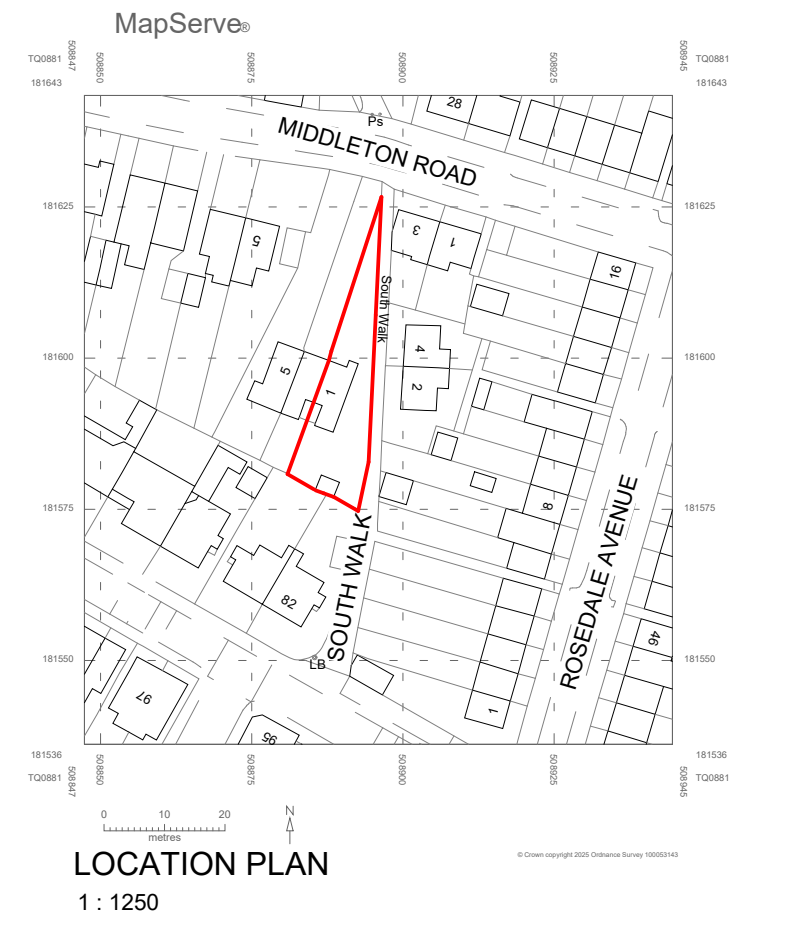 MapServe®
508847
508850
508875
508900
508925
508945
TQ0881
181643
TQ0881
181643
28
Ps
MIDDLETON ROAD
181625
181625
5
3
1
16
South Walk
181600
181600
5
1
4
2
181575
181575
8
82
SOUTH WALK
ROSEDALE AVENUE
46
181550
181550
LB
97
95
1
181536
TQ0881
181536
TQ0881
508847
508850
508875
508900
508925
508945
0 10 20
metres
N
© Crown copyright 2025 Ordnance Survey 100053143
LOCATION PLAN
1 : 1250